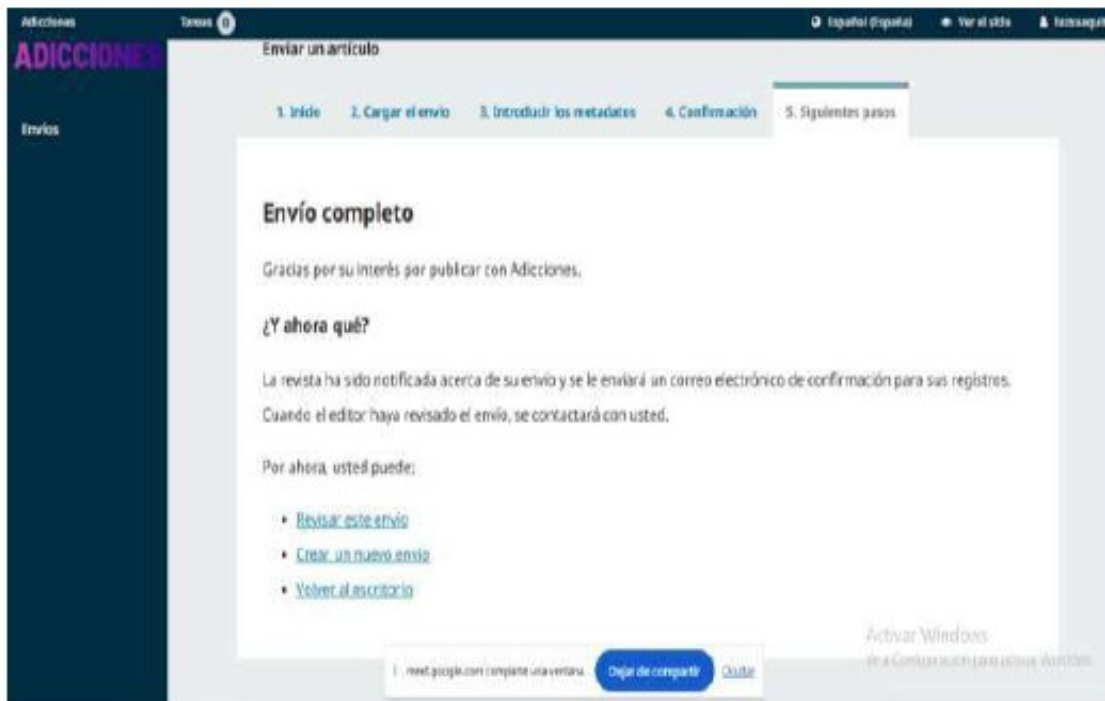 Adicciones
Tareas 0
Español (España)
Ver el sitio
ADICCIONES
Envíos
Enviar un artículo
1. Inicio
2. Cargar el envío
3. Introducir los metadatos
4. Confirmación
5. Siguientes pasos
Envío completo
Gracias por su interés por publicar con Adicciones.
¿Y ahora qué?
La revista ha sido notificada acerca de su envío y se le enviará un correo electrónico de confirmación para sus registros.
Cuando el editor haya revisado el envío, se contactará con usted.
Por ahora, usted puede:
Revisar este envío
Crear un nuevo envío
Volver al escritorio
Activar Windows
Ve a Configuración para activar Windows.
meet.google.com comparte una ventana.
Dejar de compartir
Ocultar